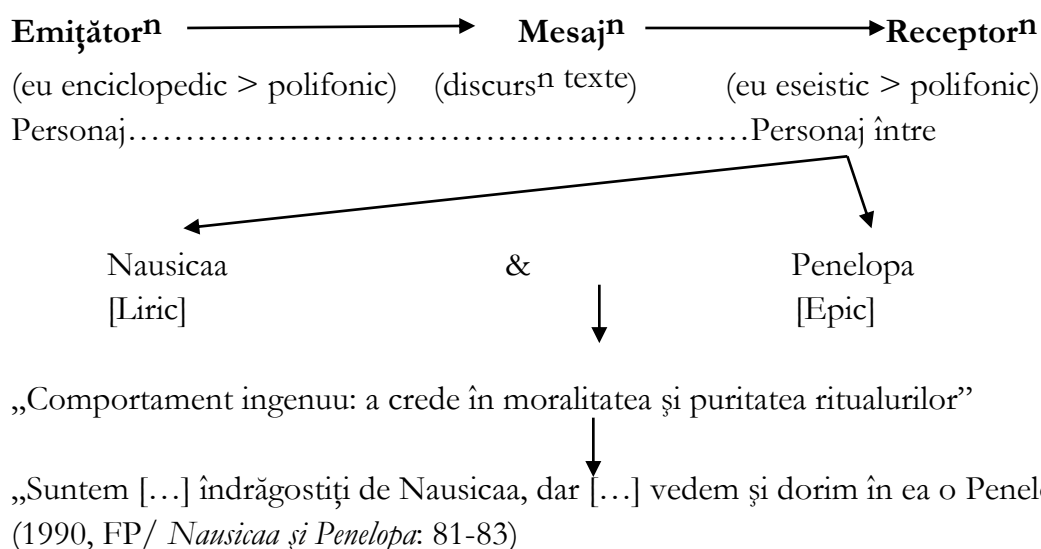 Emiţătorⁿ Mesajⁿ Receptorⁿ
(eu enciclopedic > polifonic) (discursⁿ texte) (eu eseistic > polifonic)
Personaj……………………………………………………Personaj între
Nausicaa & Penelopa
[Liric] [Epic]
„Comportament ingenuu: a crede în moralitatea şi puritatea ritualurilor”
„Suntem […] îndrăgostiţi de Nausicaa, dar […] vedem şi dorim în ea o
(1990, FP/ Nausicaa şi Penelopa: 81-83)